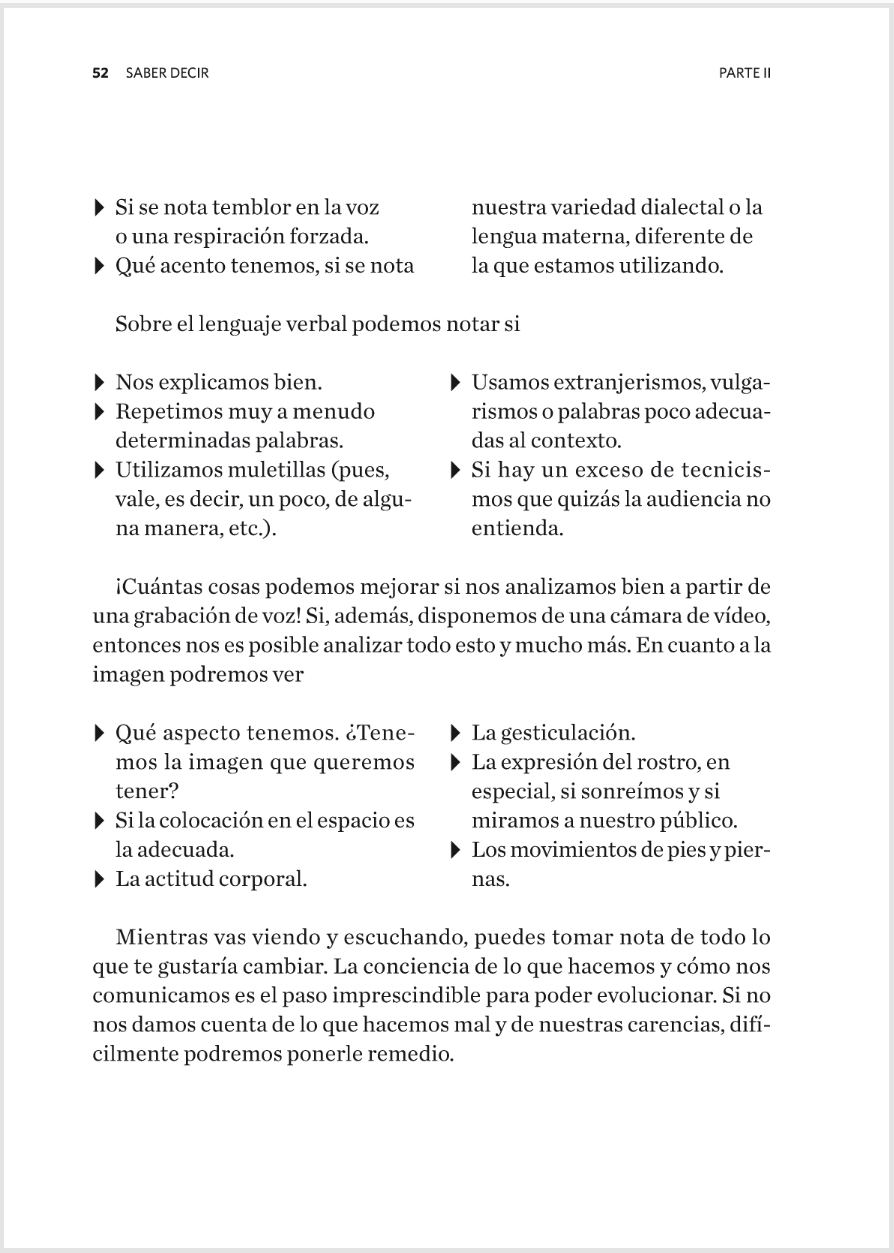 52 SABER DECIR
PARTE II
▶ Si se nota temblor en la voz
o una respiración forzada.
▶ Qué acento tenemos, si se nota
nuestra variedad dialectal o la
lengua materna, diferente de
la que estamos utilizando.
Sobre el lenguaje verbal podemos notar si
▶ Nos explicamos bien.
▶ Repetimos muy a menudo
determinadas palabras.
▶ Utilizamos muletillas (pues,
vale, es decir, un poco, de algu-
na manera, etc.).
▶ Usamos extranjerismos, vulga-
rismos o palabras poco adecua-
das al contexto.
▶ Si hay un exceso de tecnicis-
mos que quizás la audiencia no
entienda.
¡Cuántas cosas podemos mejorar si nos analizamos bien a partir de
una grabación de voz! Si, además, disponemos de una cámara de vídeo,
entonces nos es posible analizar todo esto y mucho más. En cuanto a la
imagen podremos ver
▶ Qué aspecto tenemos. ¿Tene-
mos la imagen que queremos
tener?
▶ Si la colocación en el espacio es
la adecuada.
▶ La actitud corporal.
▶ La gesticulación.
▶ La expresión del rostro, en
especial, si sonreímos y si
miramos a nuestro público.
▶ Los movimientos de pies y pier-
nas.
Mientras vas viendo y escuchando, puedes tomar nota de todo lo
que te gustaría cambiar. La conciencia de lo que hacemos y cómo nos
comunicamos es el paso imprescindible para poder evolucionar. Si no
nos damos cuenta de lo que hacemos mal y de nuestras carencias, difí-
cilmente podremos ponerle remedio.